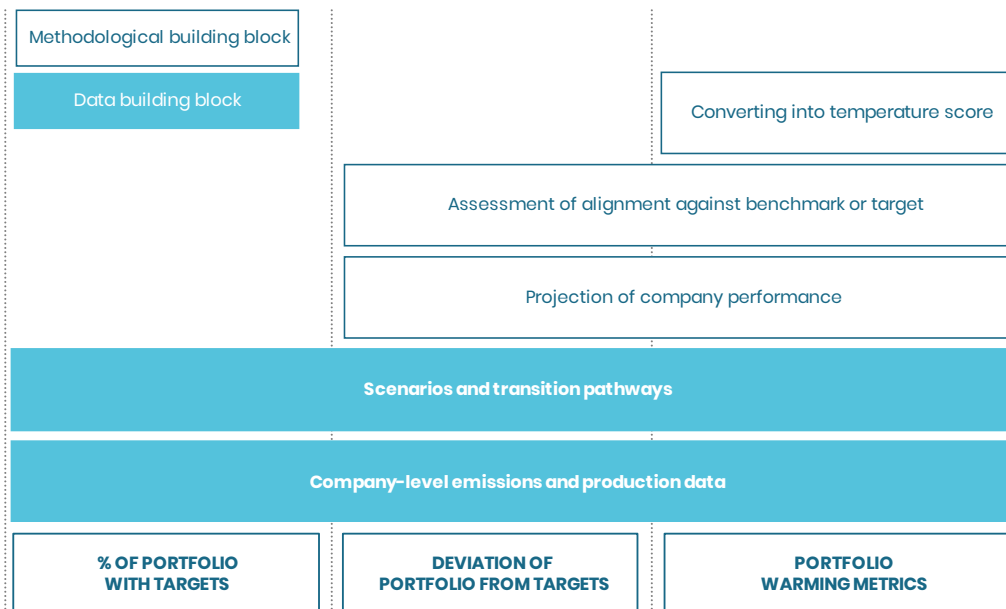 Methodological building block
Data building block
Converting into temperature score
Assessment of alignment against benchmark or target
Projection of company performance
Scenarios and transition pathways
Company-level emissions and production data
% OF PORTFOLIO
WITH TARGETS
DEVIATION OF
PORTFOLIO FROM TARGETS
PORTFOLIO
WARMING METRICS